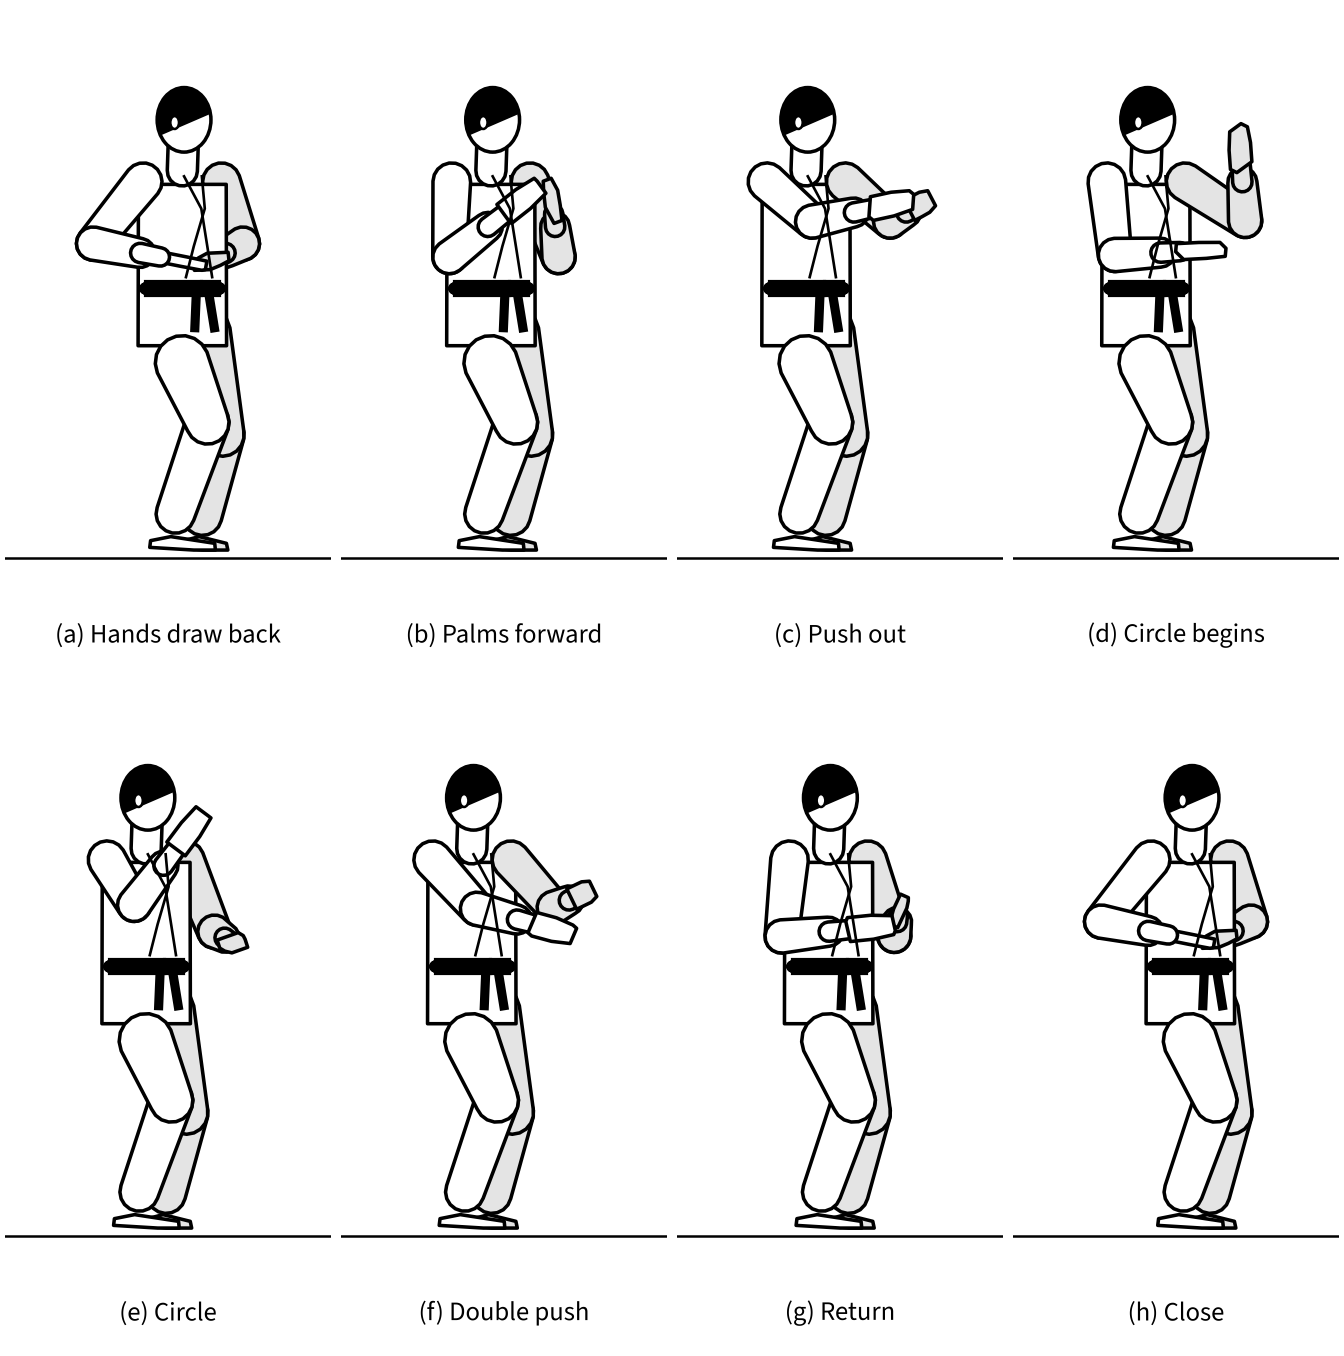 (a) Hands draw back
(b) Palms forward
(c) Push out
(d) Circle begins
(e) Circle
(f) Double push
(g) Return
(h) Close